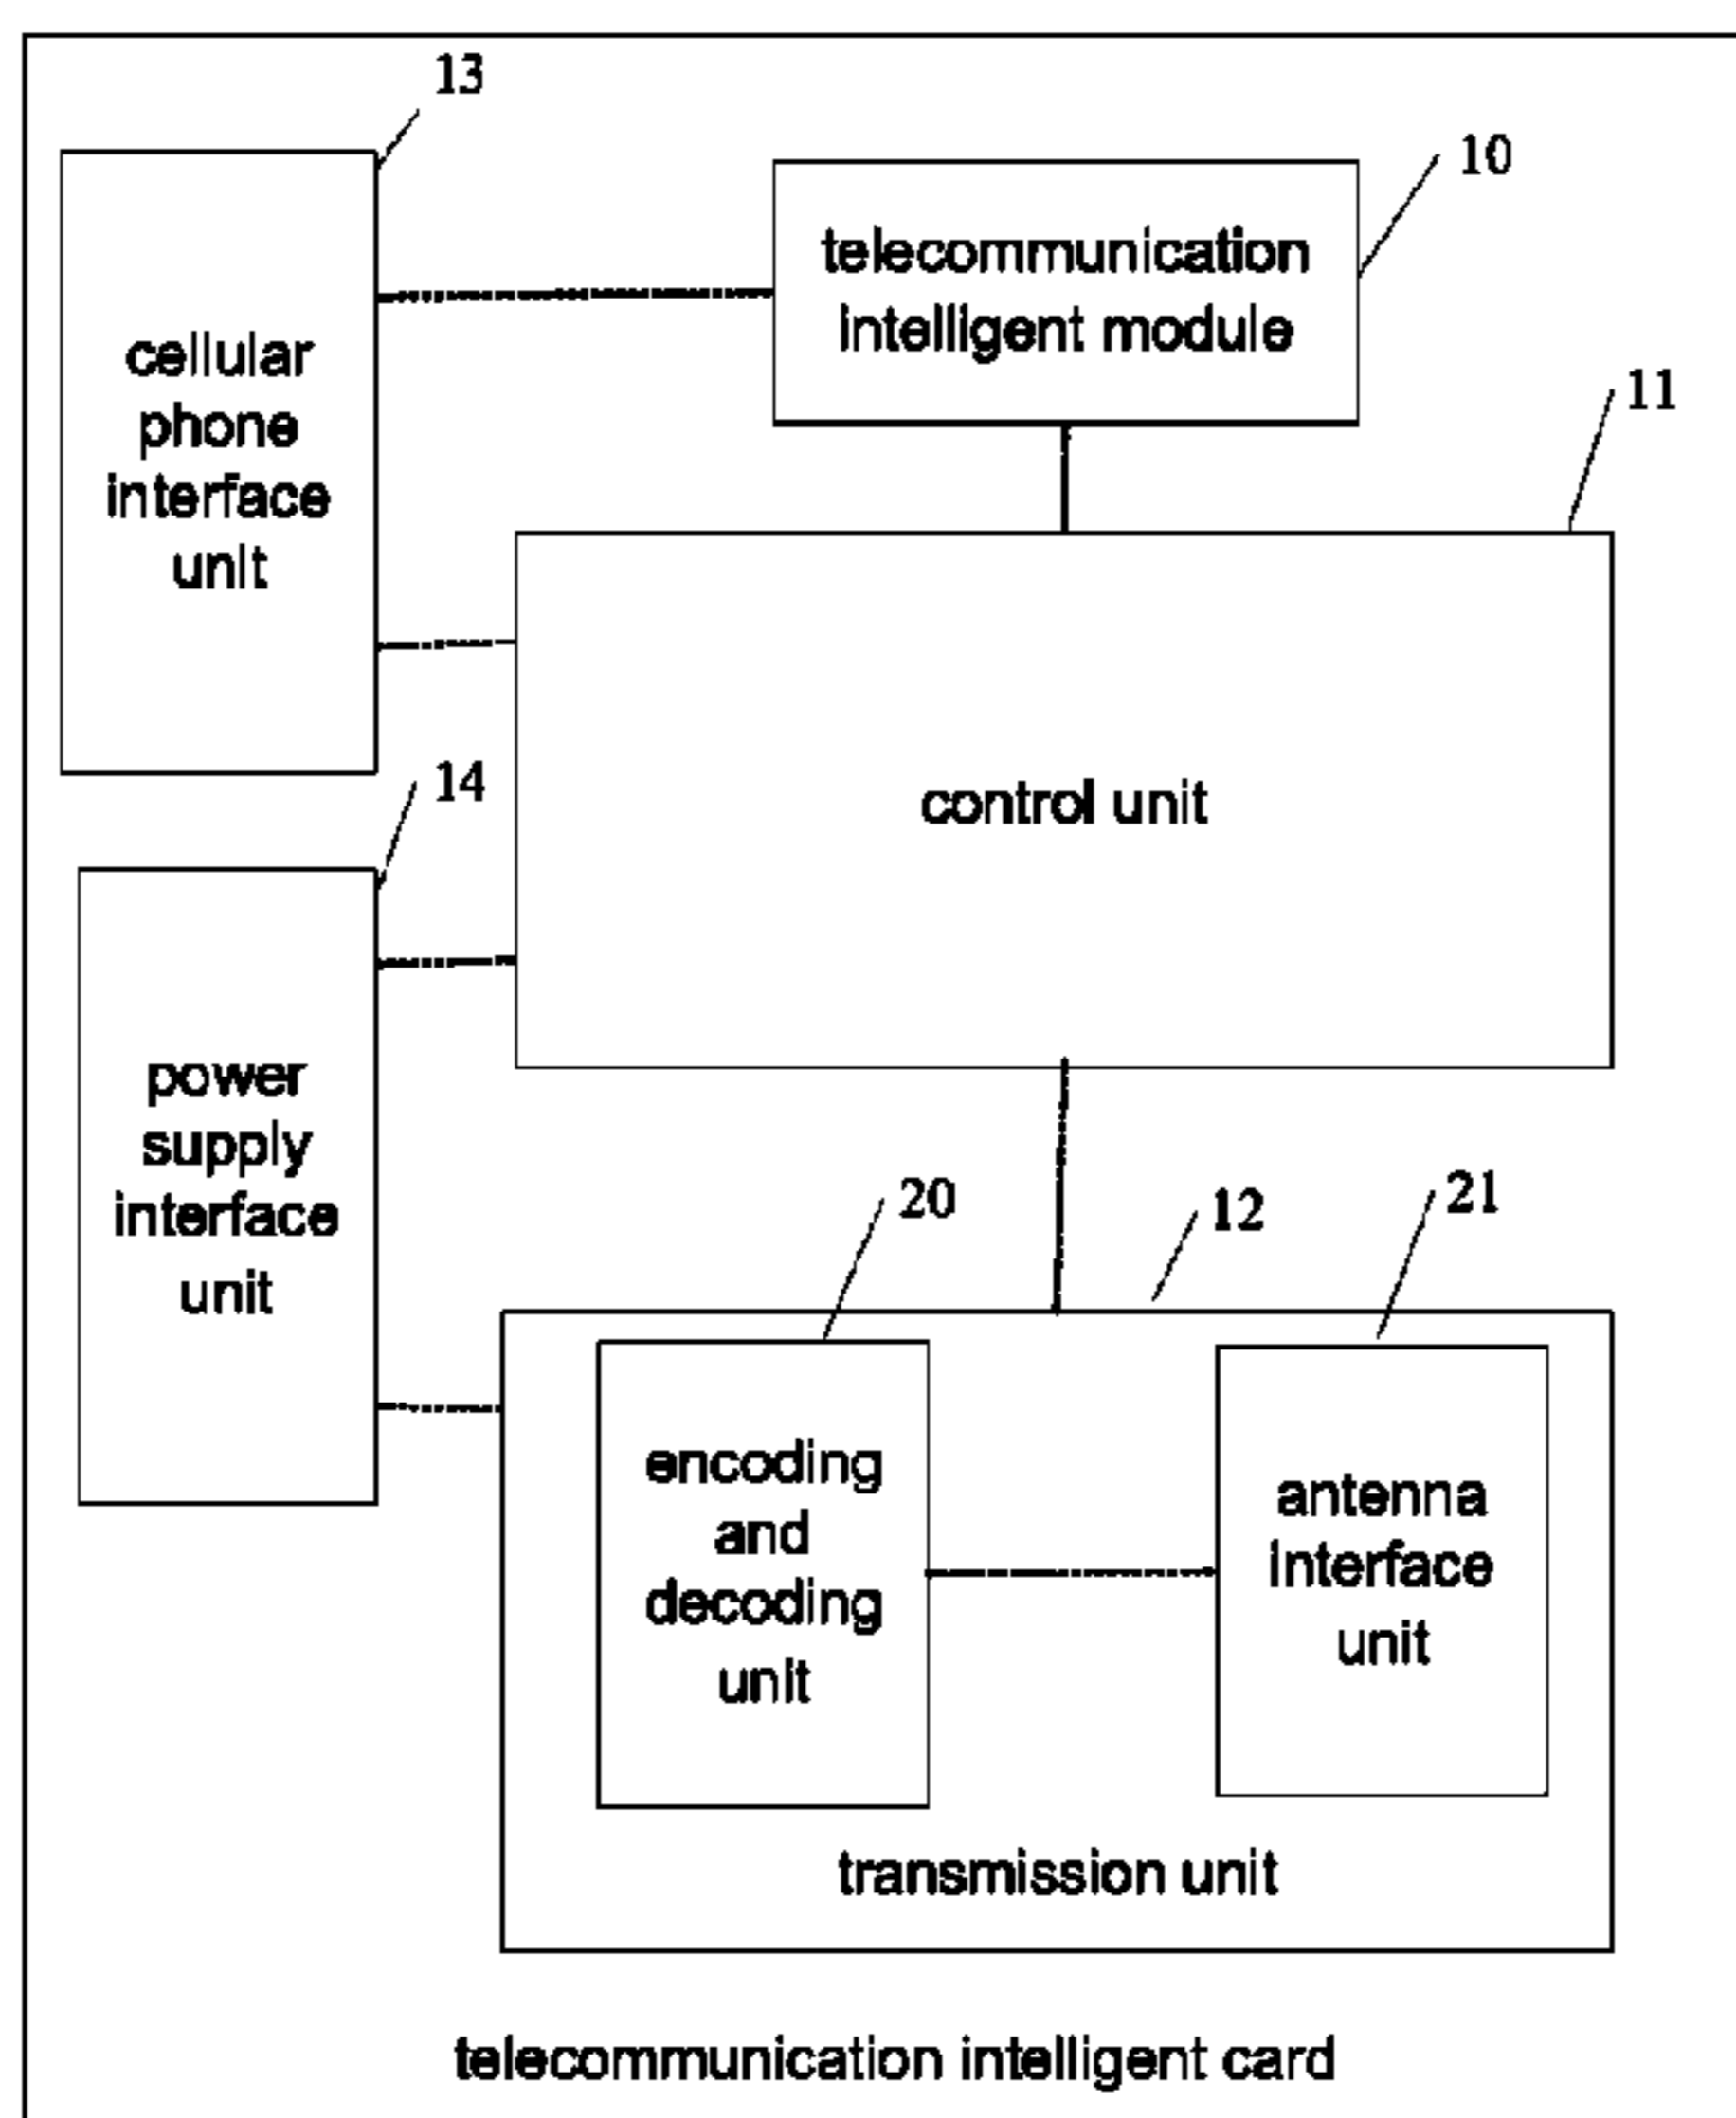 13
10
telecommunication
intelligent module
cellular
phone
interface
unit
11
control unit
14
power
supply
interface
unit
20
12
21
encoding
and
decoding
unit
antenna
interface
unit
transmission unit
telecommunication intelligent card